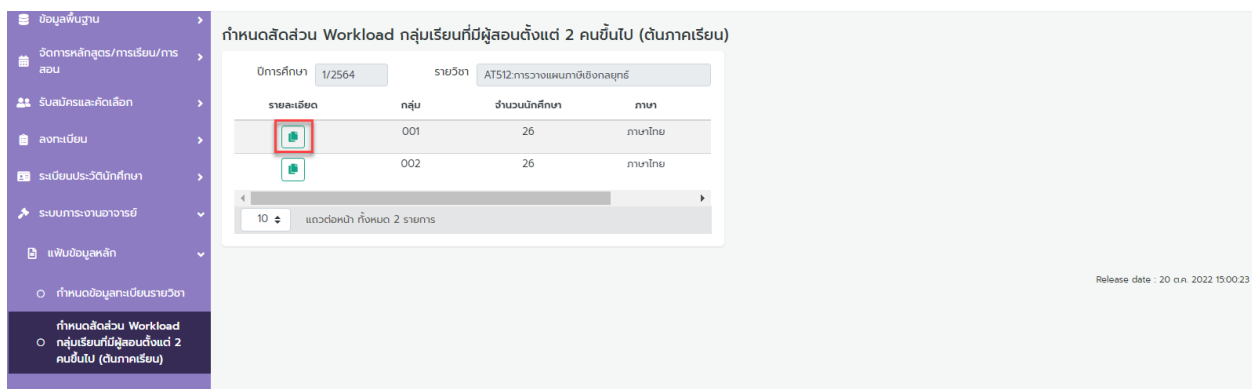 ข้อมูลพื้นฐาน
จัดการหลักสูตร/การเรียน/การ
สอน
รับสมัครและคัดเลือก
ลงทะเบียน
ระเบียนประวัตินักศึกษา
ระบบภาระงานอาจารย์
แฟ้มข้อมูลหลัก
กำหนดข้อมูลทะเบียนรายวิชา
กำหนดสัดส่วน Workload
กลุ่มเรียนที่มีผู้สอนตั้งแต่ 2
คนขึ้นไป (ต้นภาคเรียน)
กำหนดสัดส่วน Workload กลุ่มเรียนที่มีผู้สอนตั้งแต่ 2 คนขึ้นไป (ต้นภาคเรียน)
ปีการศึกษา 1/2564 รายวิชา AT512:การวางแผนภาษีเชิงกลยุทธ์
รายละเอียด กลุ่ม จำนวนนักศึกษา ภาษา
001 26 ภาษาไทย
002 26 ภาษาไทย
10 แถวต่อหน้า ทั้งหมด 2 รายการ
Release date : 20 ต.ค. 2022 15:00:23